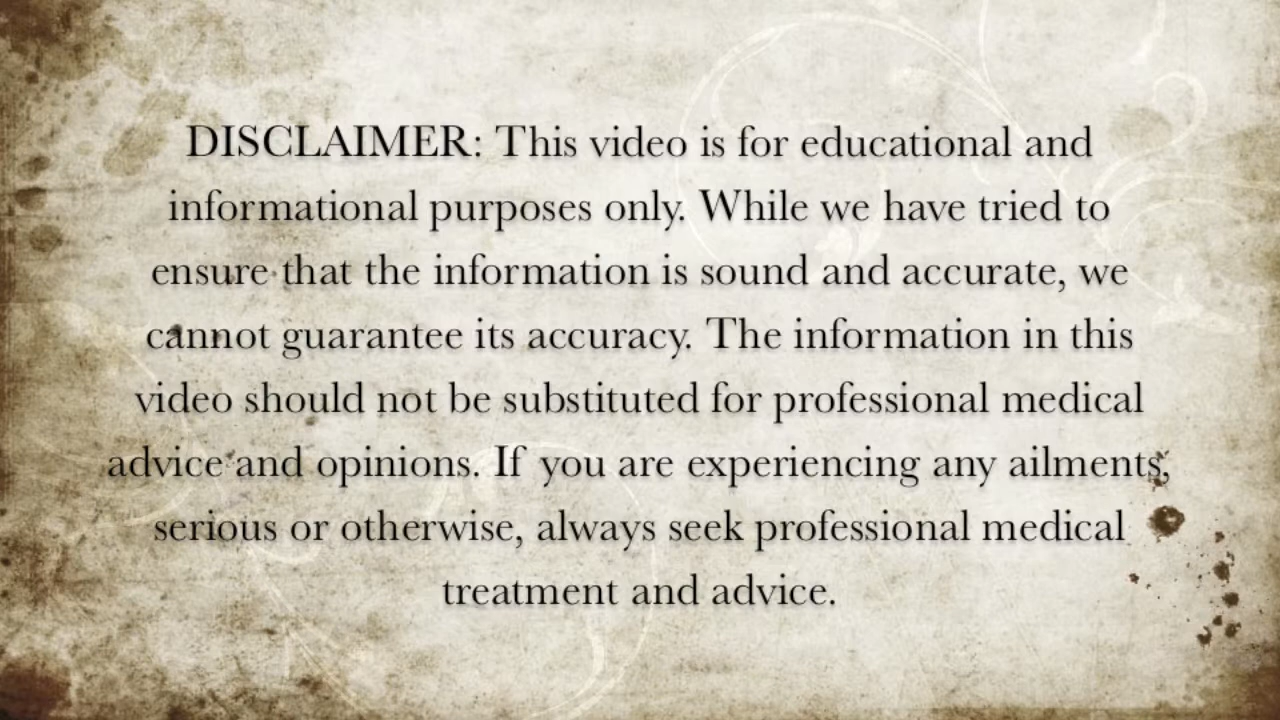 DISCLAIMER: This video is for educational and
informational purposes only. While we have tried to
ensure that the information is sound and accurate, we
cannot guarantee its accuracy. The information in this
video should not be substituted for professional medical
advice and opinions. If you are experiencing any ailments,
serious or otherwise, always seek professional medical
treatment and advice.